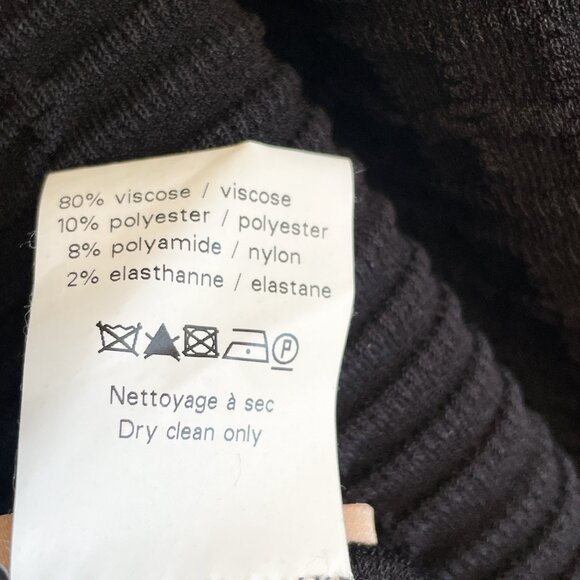 80% viscose / viscose
10% polyester / polyester
8% polyamide / nylon
2% elasthanne / elastane
P
Nettoyage à sec
Dry clean only